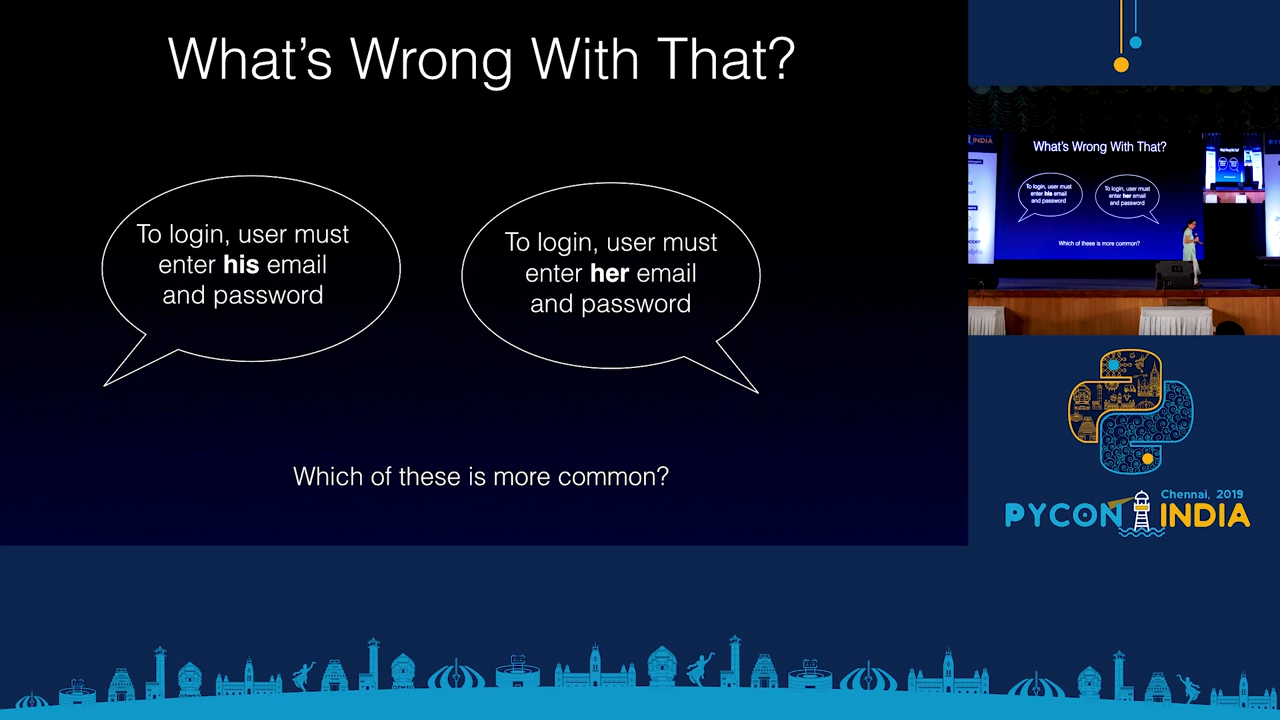 What's Wrong With That?
To login, user must
enter his email
and password
To login, user must
enter her email
and password
Which of these is more common?
INDIA
What's Wrong With That?
To login, user must
enter his email
and password
To login, user must
enter her email
and password
Which of these is more common?
Chennai, 2019
PYCON INDIA